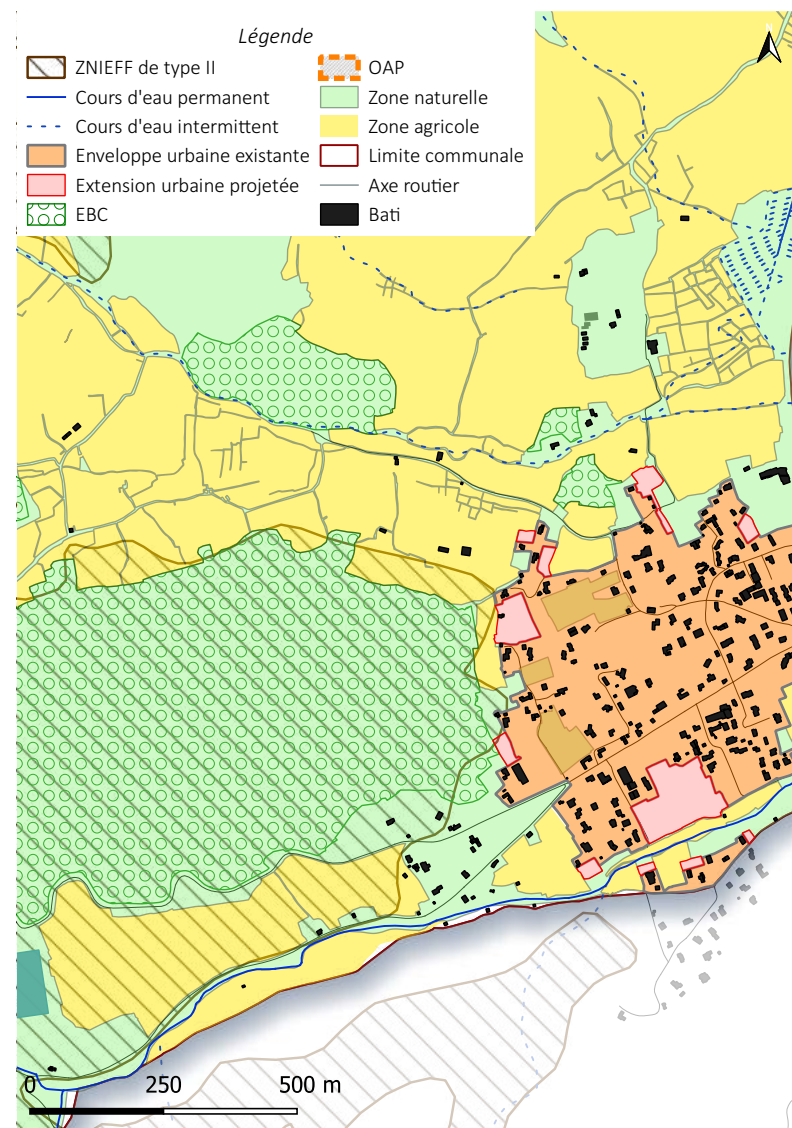 Légende
ZNIEFF de type II
Cours d'eau permanent
Cours d'eau intermittent
Enveloppe urbaine existante
Extension urbaine projetée
EBC
OAP
Zone naturelle
Zone agricole
Limite communale
Axe routier
Bati
N
0 250 500 m